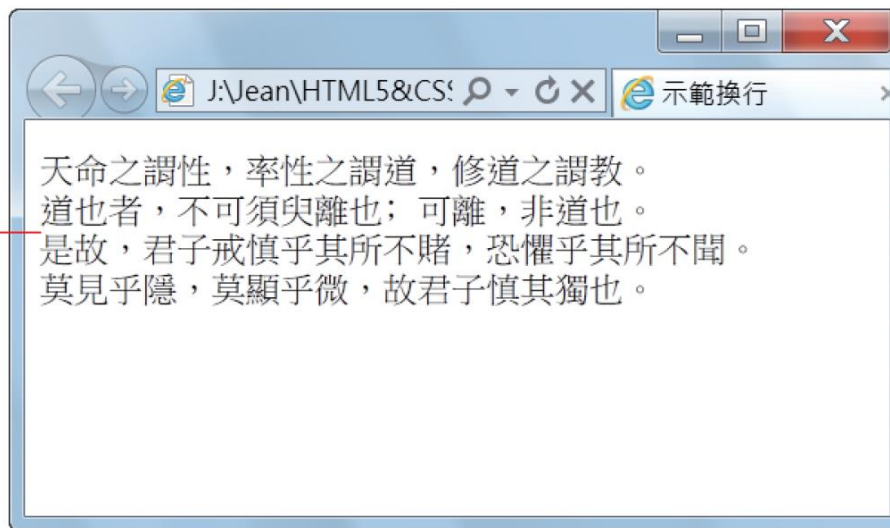 J:\Jean\HTML5&CSS
示範換行
天命之謂性，率性之謂道，修道之謂教。
道也者，不可須臾離也；可離，非道也。
是故，君子戒慎乎其所不賭，恐懼乎其所不聞。
莫見乎隱，莫顯乎微，故君子慎其獨也。